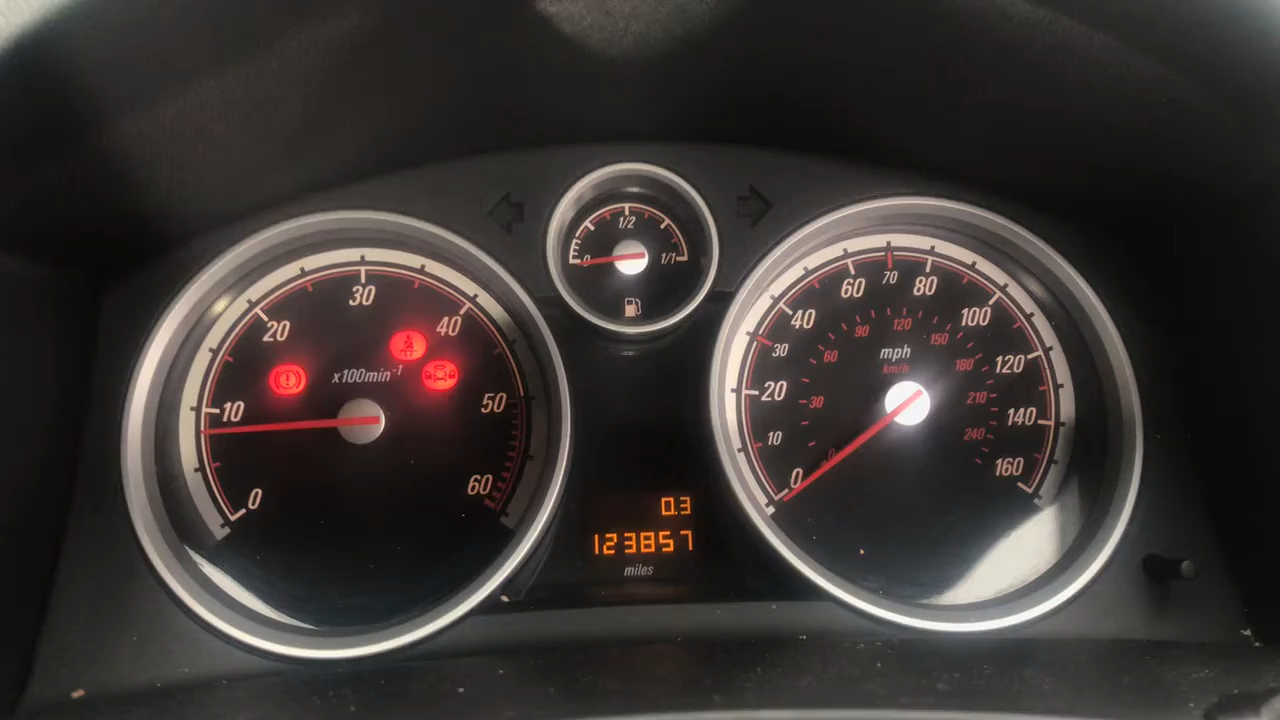 0 10 20 30 40 50 60
x100min⁻¹
0 1/2 1/1
0.3
123857
miles
0 10 20 30 40 60 70 80 100 120 140 160
mph
km/h
0 30 60 90 120 150 180 210 240